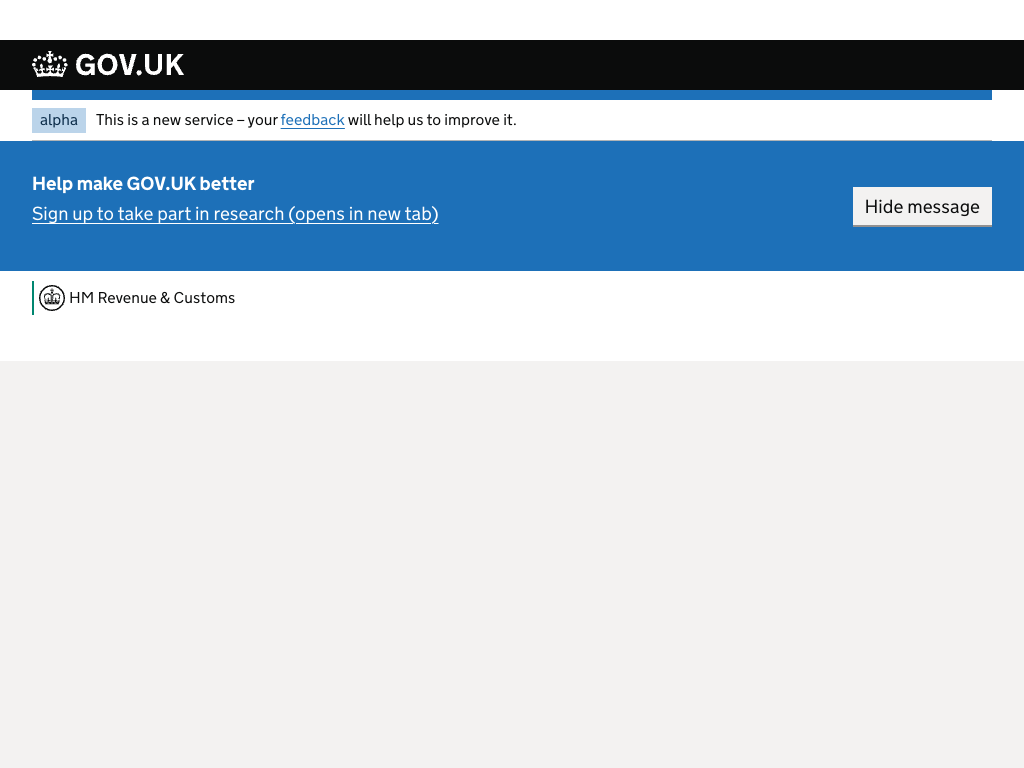 GOV.UK
alpha This is a new service – your feedback will help us to improve it.
Help make GOV.UK better
Sign up to take part in research (opens in new tab)
Hide message
HM Revenue & Customs